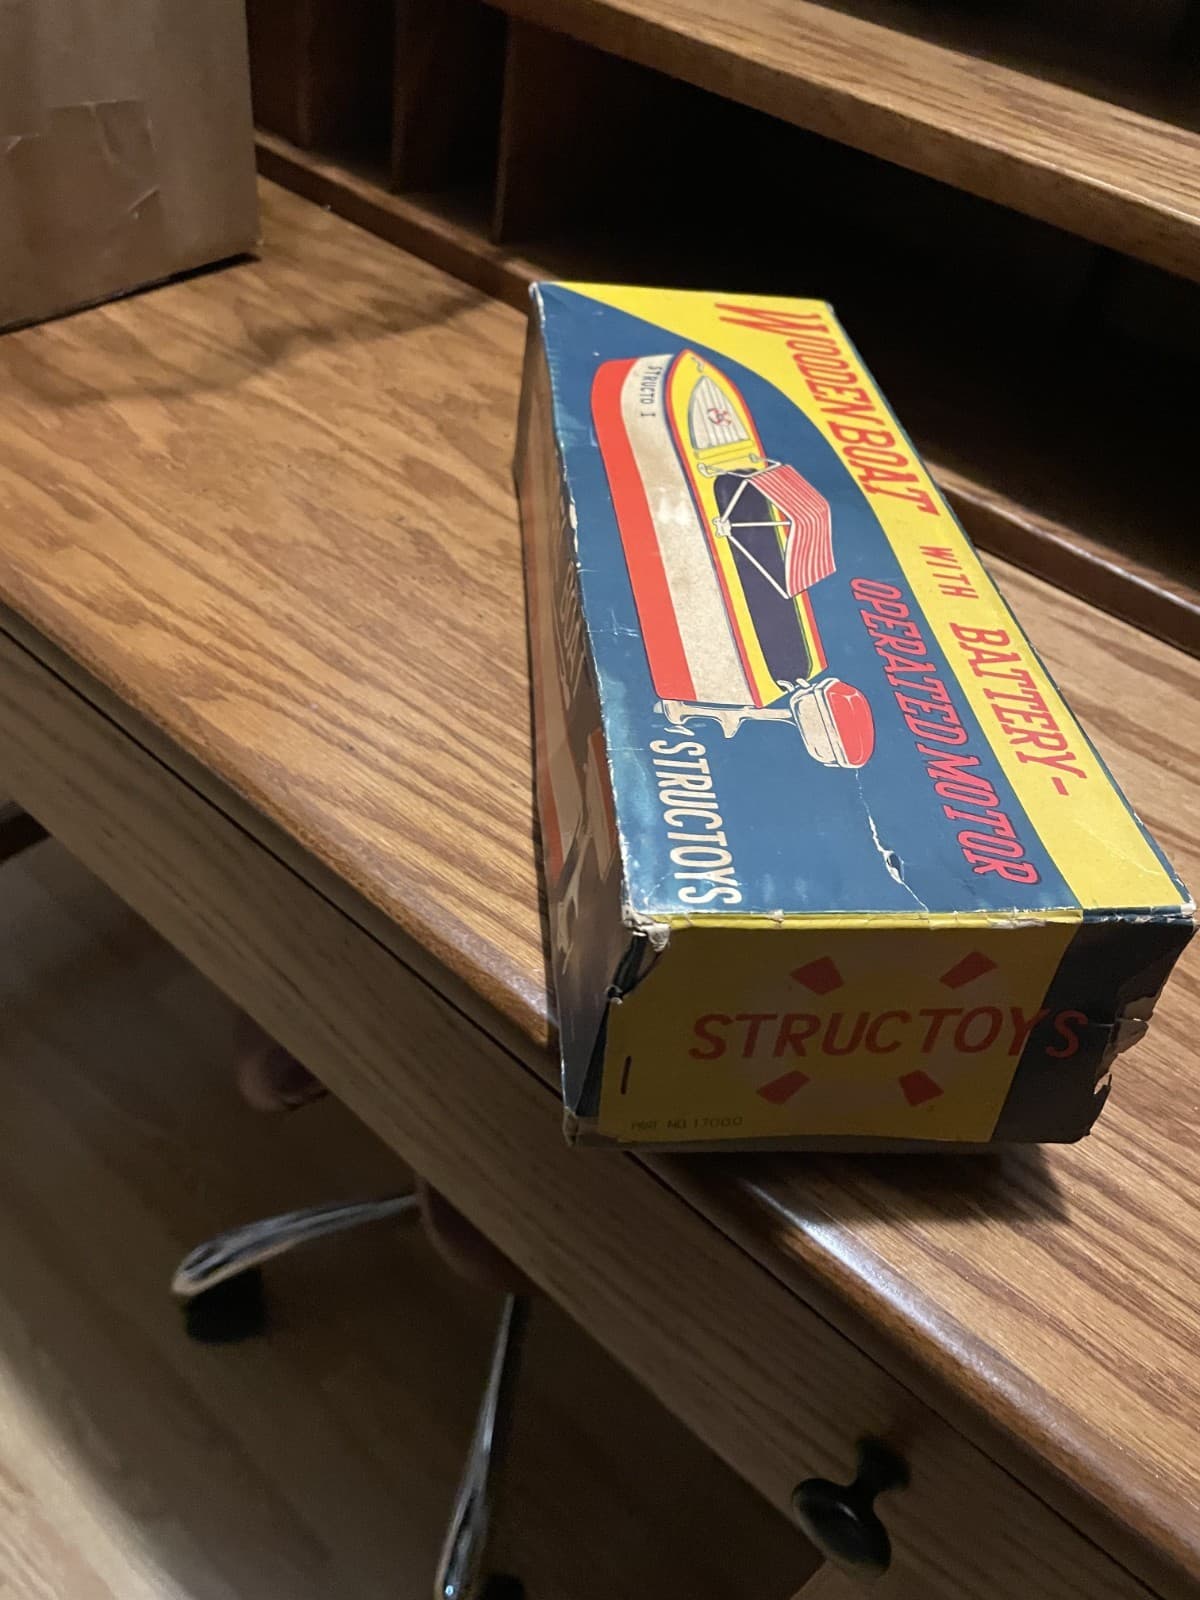 WOODEN BOAT WITH BATTERY-
OPERATED MOTOR
STRUCTO I
STRUCTOYS
STRUCTOYS
PART NO. 17000